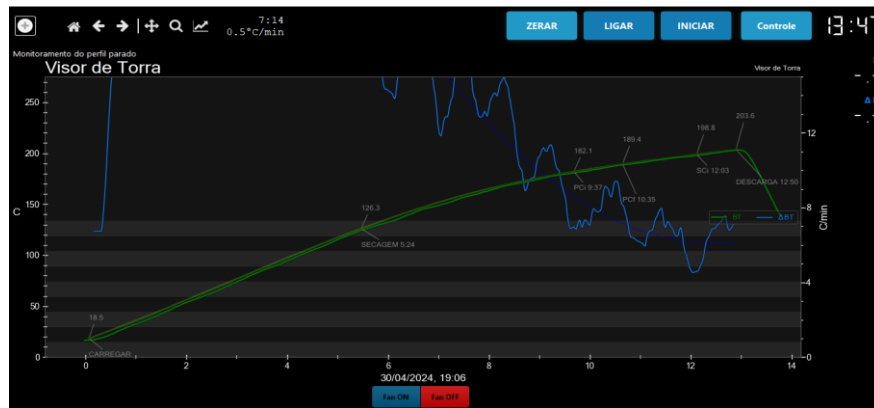 7:14
0.5°C/min
ZERAR
LIGAR
INICIAR
Controle
13:47
Monitoramento do perfil parado
Visor de Torra
Visor de Torra
250
200
150
100
50
0
C
12
8
4
0
C/min
18.5
CARREGAR
126.3
SECAGEM 5:24
182.1
PCi 9:37
189.4
PCf 10:35
198.8
SCi 12:03
203.6
DESCARGA 12:50
BT
ΔBT
0
2
4
6
8
10
12
14
30/04/2024, 19:06
Fan ON
Fan OFF